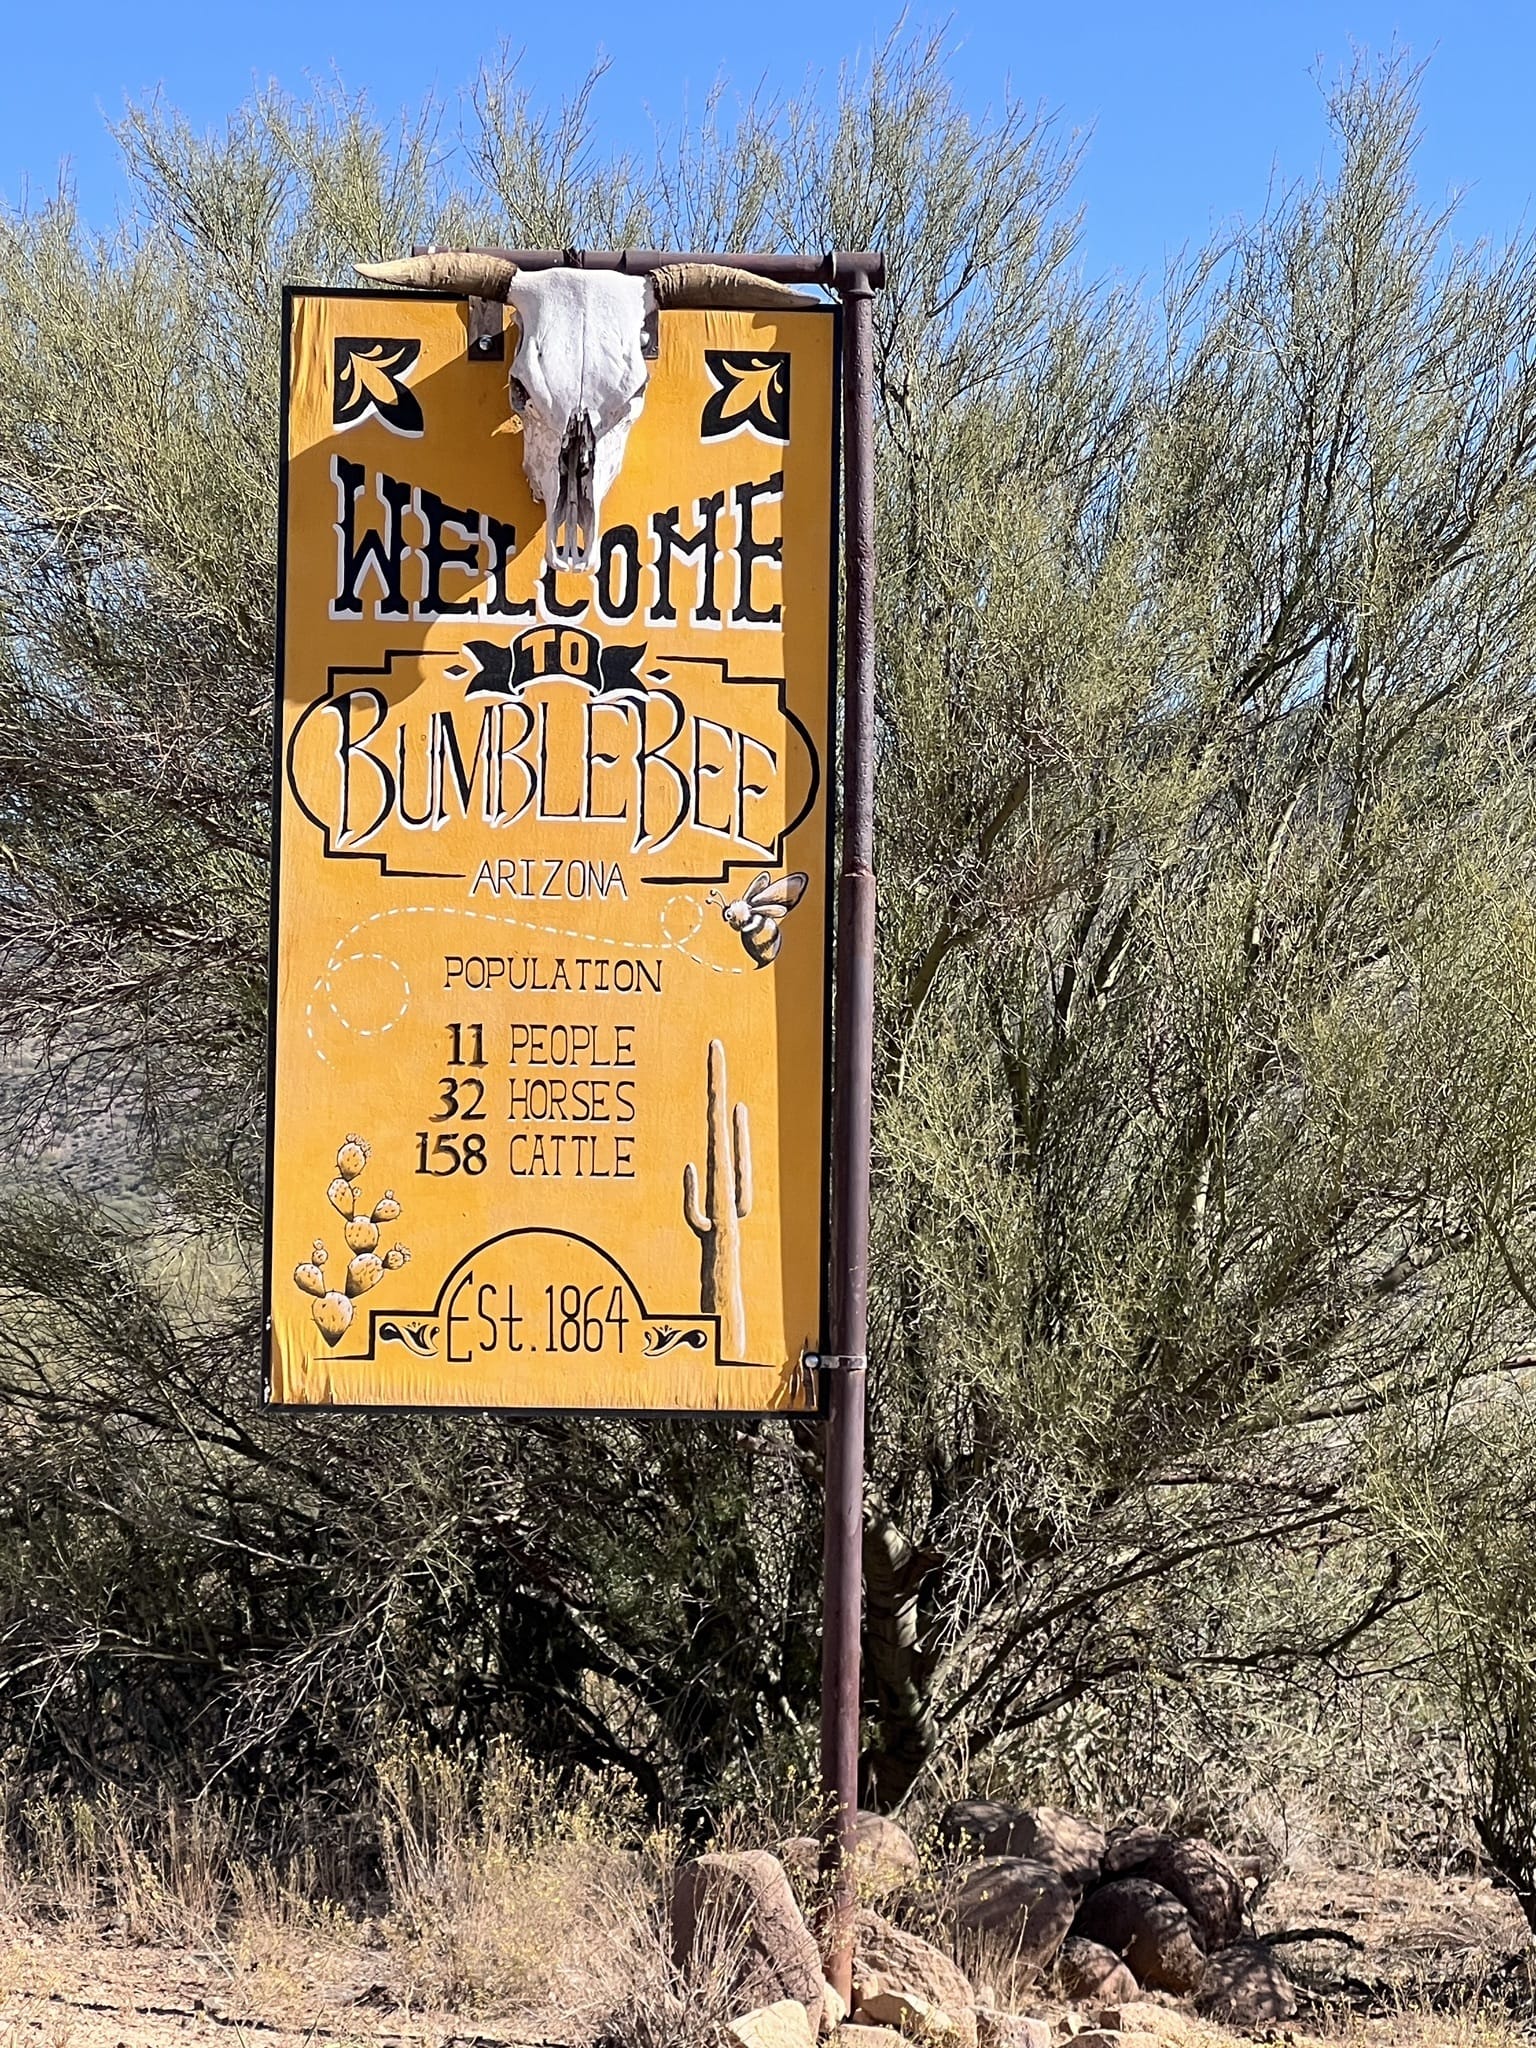 WELCOME
TO
BUMBLEBEE
ARIZONA
POPULATION
11 PEOPLE
32 HORSES
158 CATTLE
Est. 1864